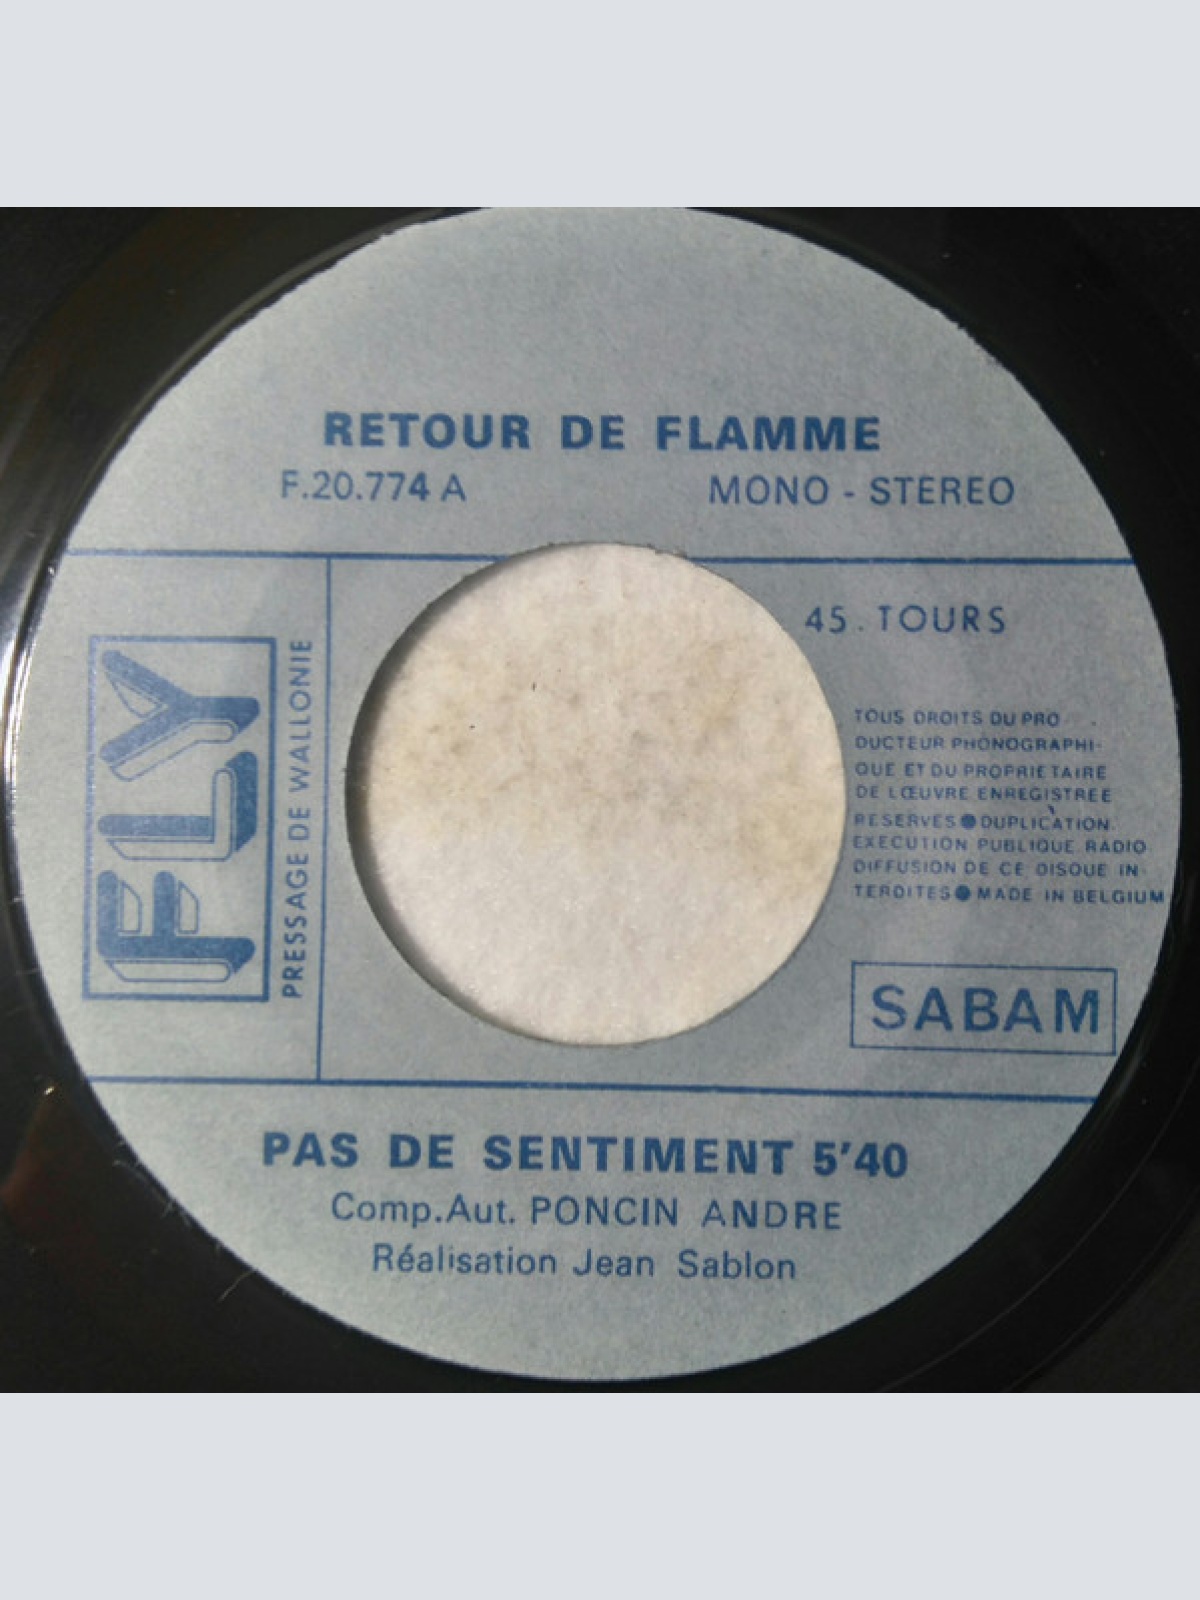 RETOUR DE FLAMME
F.20.774 A MONO - STEREO
FLY
PRESSAGE DE WALLONIE
45. TOURS
TOUS DROITS DU PRO-
DUCTEUR PHONOGRAPHI-
QUE ET DU PROPRIETAIRE
DE LŒUVRE ENREGISTREE
RESERVES ● DUPLICATION.
EXECUTION PUBLIQUE RADIO
DIFFUSION DE CE DISQUE IN-
TERDITES ● MADE IN BELGIUM
SABAM
PAS DE SENTIMENT 5'40
Comp.Aut. PONCIN ANDRE
Réalisation Jean Sablon